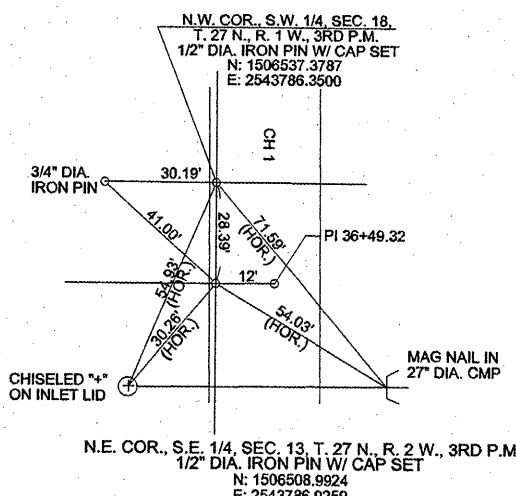 N.W. COR., S.W. 1/4, SEC. 18,
T. 27 N., R. 1 W., 3RD P.M.
1/2" DIA. IRON PIN W/ CAP SET
N: 1506537.3787
E: 2543786.3500
CH 1
3/4" DIA.
IRON PIN
30.19'
41.00'
28.39'
71.59'
(HOR.)
PI 36+49.32
12'
54.93'
(HOR.)
30.26'
(HOR.)
54.03'
(HOR.)
CHISELED "+"
ON INLET LID
MAG NAIL IN
27" DIA. CMP
N.E. COR., S.E. 1/4, SEC. 13, T. 27 N., R. 2 W., 3RD P.M
1/2" DIA. IRON PIN W/ CAP SET
N: 1506508.9924
E: 2543786.9259